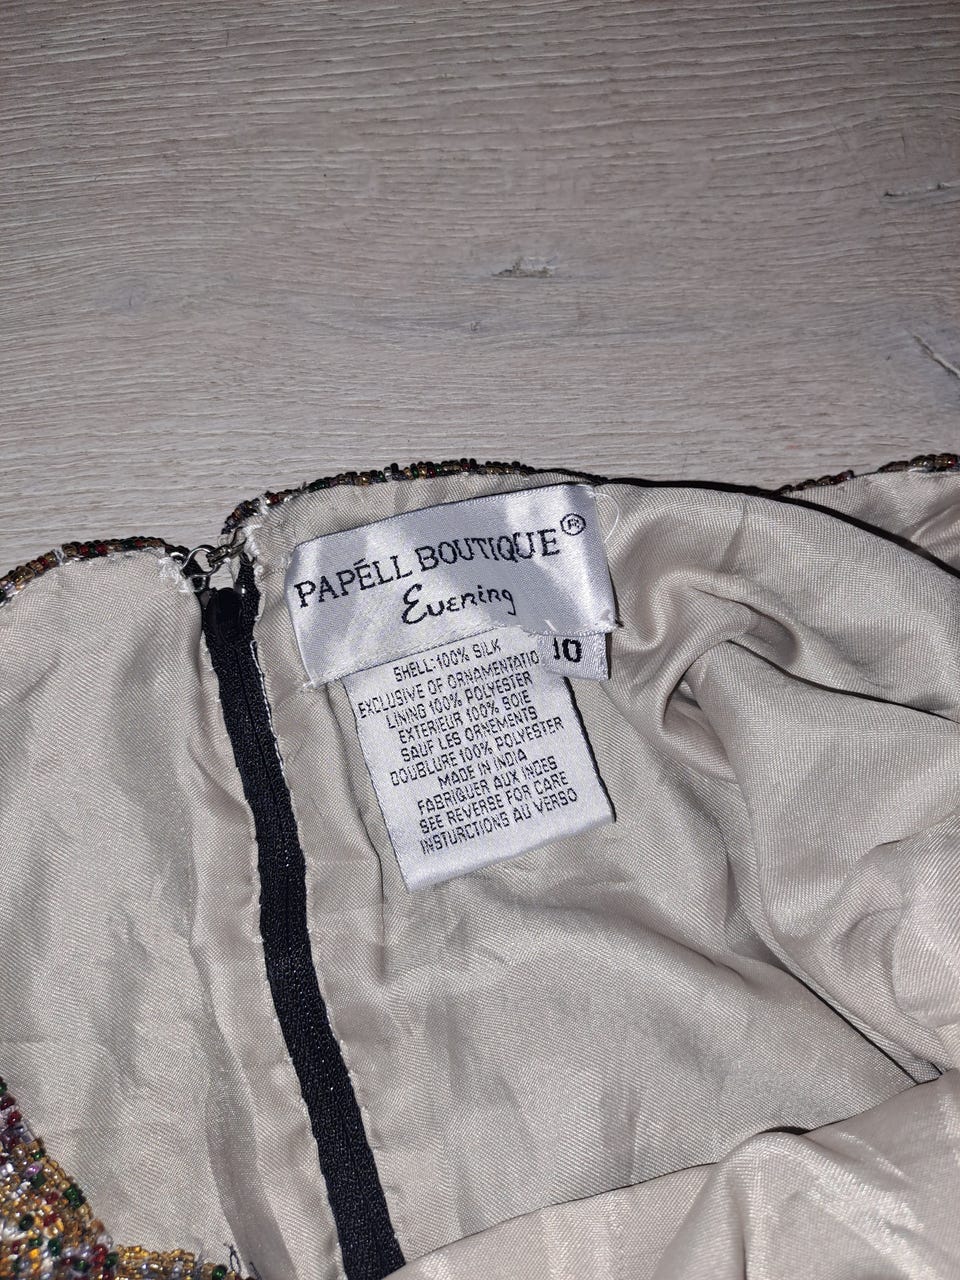 PAPÉLL BOUTIQUE®
Evening
10
SHELL:100% SILK
EXCLUSIVE OF ORNAMENTATIO
LINING 100% POLYESTER
EXTERIEUR 100% SOIE
SAUF LES ORNEMENTS
DOUBLURE 100% POLYESTER
MADE IN INDIA
FABRIQUER AUX INDES
SEE REVERSE FOR CARE
INSTURCTIONS AU VERSO